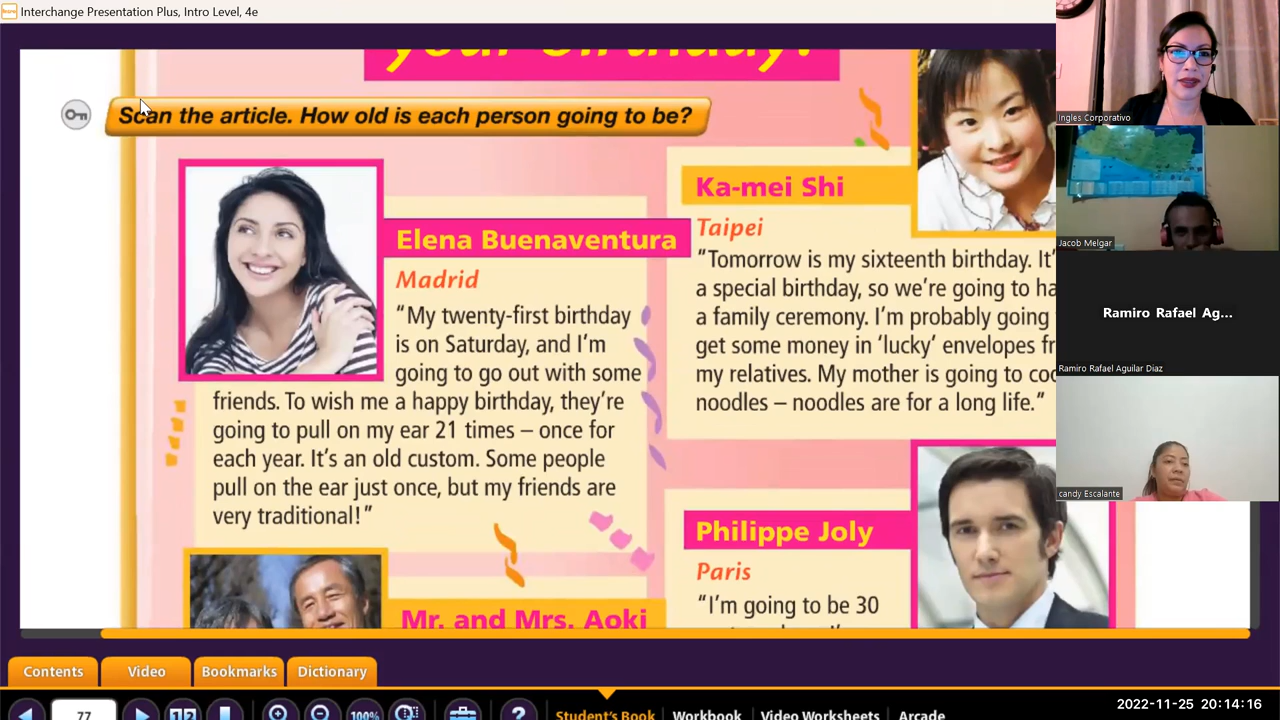 Interchange Presentation Plus, Intro Level, 4e
your birthday!
Scan the article. How old is each person going to be?
Elena Buenaventura
Madrid
"My twenty-first birthday
is on Saturday, and I'm
going to go out with some
friends. To wish me a happy birthday, they're
going to pull on my ear 21 times – once for
each year. It's an old custom. Some people
pull on the ear just once, but my friends are
very traditional!"
Mr. and Mrs. Aoki
Ka-mei Shi
Taipei
"Tomorrow is my sixteenth birthday. It'
a special birthday, so we're going to ha
a family ceremony. I'm probably going
get some money in 'lucky' envelopes fr
my relatives. My mother is going to coo
noodles – noodles are for a long life."
Philippe Joly
Paris
"I'm going to be 30
Ingles Corporativo
Jacob Melgar
Ramiro Rafael Ag...
Ramiro Rafael Aguilar Diaz
candy Escalante
Contents
Video
Bookmarks
Dictionary
77
1 2
100%
?
Student's Book
Workbook
Video Worksheets
Arcade
2022-11-25 20:14:16